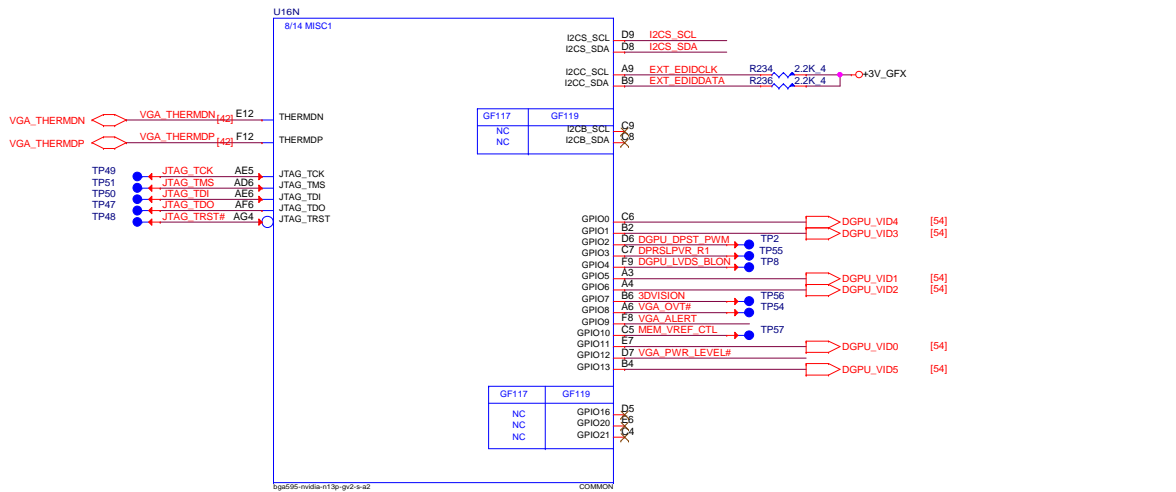 U16N
8/14 MISC1
I2CS_SCL D9 I2CS_SCL
I2CS_SDA D8 I2CS_SDA
I2CC_SCL A9 EXT_EDIDCLK R234 2.2K_4
+3V_GFX
I2CC_SDA B9 EXT_EDIDDATA R236 2.2K_4
VGA_THERMDN VGA_THERMDN [42] E12 THERMDN
GF117 GF119
NC I2CB_SCL C9
NC I2CB_SDA C8
VGA_THERMDP VGA_THERMDP [42] F12 THERMDP
TP49 JTAG_TCK AE5 JTAG_TCK
TP51 JTAG_TMS AD6 JTAG_TMS
TP50 JTAG_TDI AE6 JTAG_TDI
TP47 JTAG_TDO AF6 JTAG_TDO
TP48 JTAG_TRST# AG4 JTAG_TRST
GPIO0 C6 DGPU_VID4 [54]
GPIO1 B2 DGPU_VID3 [54]
GPIO2 D6 DGPU_DPST_PWM TP2
GPIO3 C7 DPRSLPVR_R1 TP55
GPIO4 F9 DGPU_LVDS_BLON TP8
GPIO5 A3 DGPU_VID1 [54]
GPIO6 A4 DGPU_VID2 [54]
GPIO7 B6 3DVISION TP56
GPIO8 A6 VGA_OVT# TP54
GPIO9 F8 VGA_ALERT
GPIO10 C5 MEM_VREF_CTL TP57
GPIO11 E7 DGPU_VID0 [54]
GPIO12 D7 VGA_PWR_LEVEL#
GPIO13 B4 DGPU_VID5 [54]
GF117 GF119
NC GPIO16 D5
NC GPIO20 E6
NC GPIO21 C4
bga595-nvidia-n13p-gv2-s-a2 COMMON